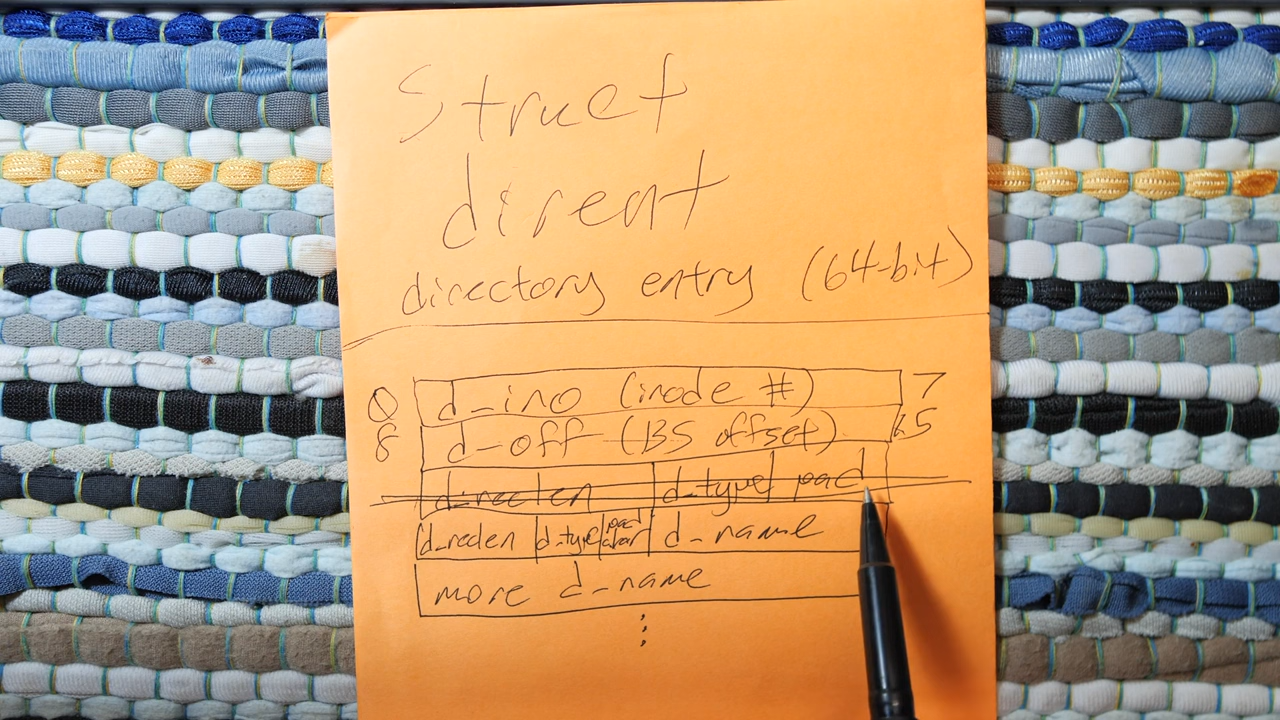 Struct
dirent
directory entry (64-bit)
0 d_ino (inode #) 7
8 d-off (BS offset) 15
d_reclen d_type pad
d_reclen d_type pad char d_name
more d_name
⋮